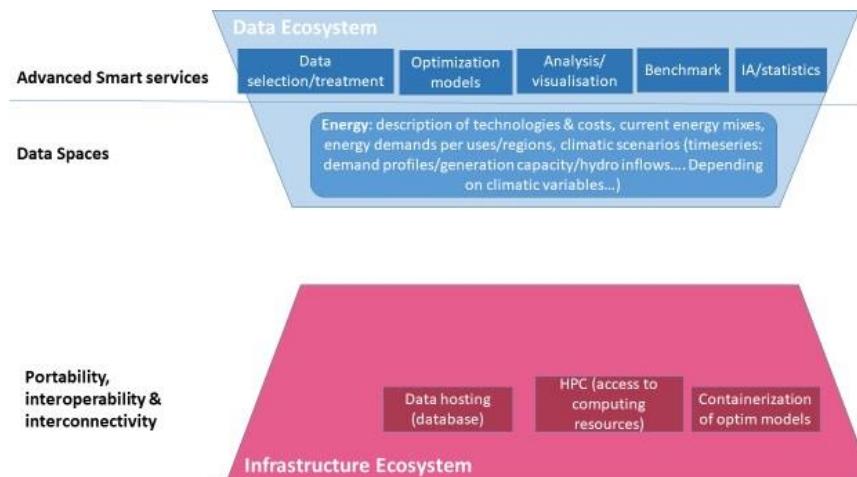 Data Ecosystem
Advanced Smart services
Data
selection/treatment
Optimization
models
Analysis/
visualisation
Benchmark
IA/statistics
Data Spaces
Energy: description of technologies & costs, current energy mixes,
energy demands per uses/regions, climatic scenarios (timeseries:
demand profiles/generation capacity/hydro inflows.... Depending
on climatic variables...)
Portability,
interoperability &
interconnectivity
Data hosting
(database)
HPC (access to
computing
resources)
Containerization
of optim models
Infrastructure Ecosystem